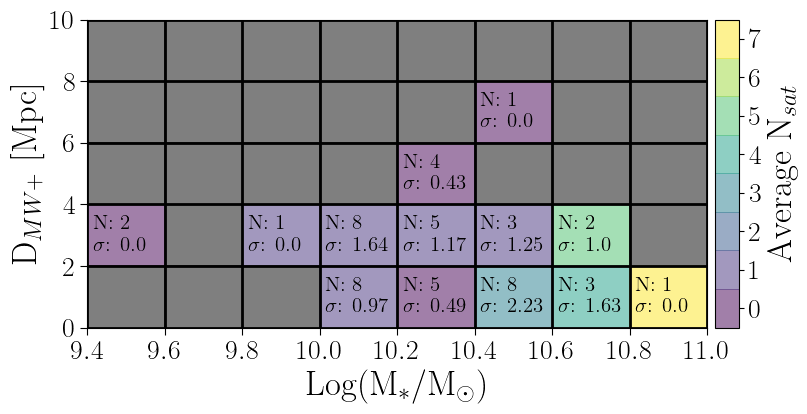 10
8
6
4
2
0
D_{MW+} [Mpc]
N: 1
σ: 0.0
N: 4
σ: 0.43
N: 2
σ: 0.0
N: 1
σ: 0.0
N: 8
σ: 1.64
N: 5
σ: 1.17
N: 3
σ: 1.25
N: 2
σ: 1.0
N: 8
σ: 0.97
N: 5
σ: 0.49
N: 8
σ: 2.23
N: 3
σ: 1.63
N: 1
σ: 0.0
9.4 9.6 9.8 10.0 10.2 10.4 10.6 10.8 11.0
Log(M_*/M_⊙)
7
6
5
4
3
2
1
0
Average N_{sat}